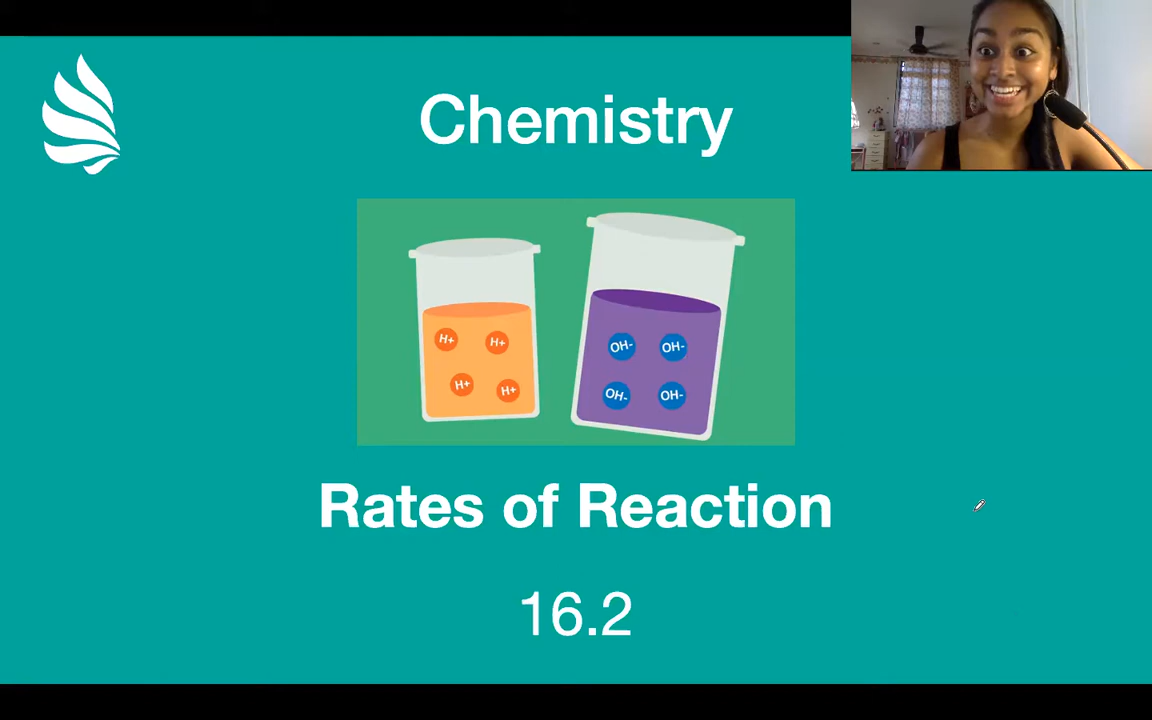 Chemistry
H+ H+
H+ H+
OH- OH-
OH- OH-
Rates of Reaction
16.2